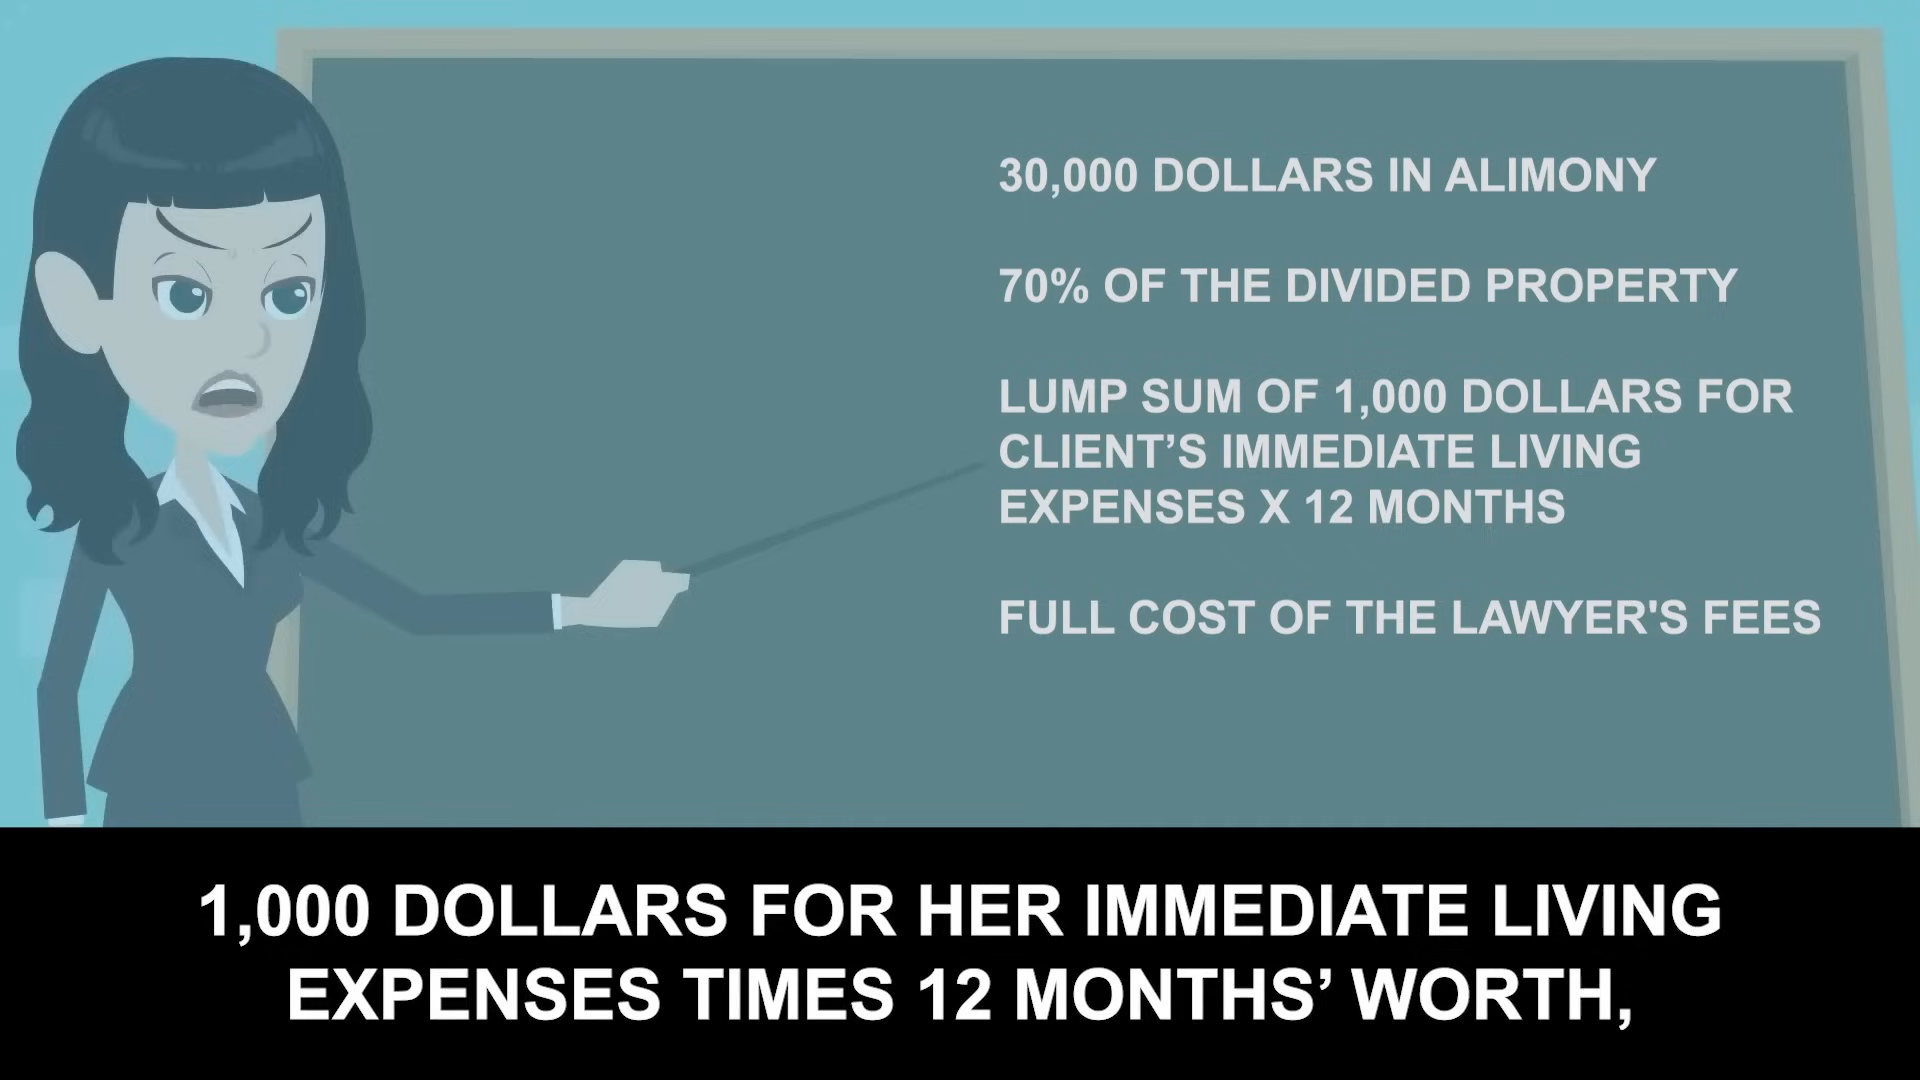 30,000 DOLLARS IN ALIMONY
70% OF THE DIVIDED PROPERTY
LUMP SUM OF 1,000 DOLLARS FOR
CLIENT’S IMMEDIATE LIVING
EXPENSES X 12 MONTHS
FULL COST OF THE LAWYER'S FEES
1,000 DOLLARS FOR HER IMMEDIATE LIVING
EXPENSES TIMES 12 MONTHS’ WORTH,